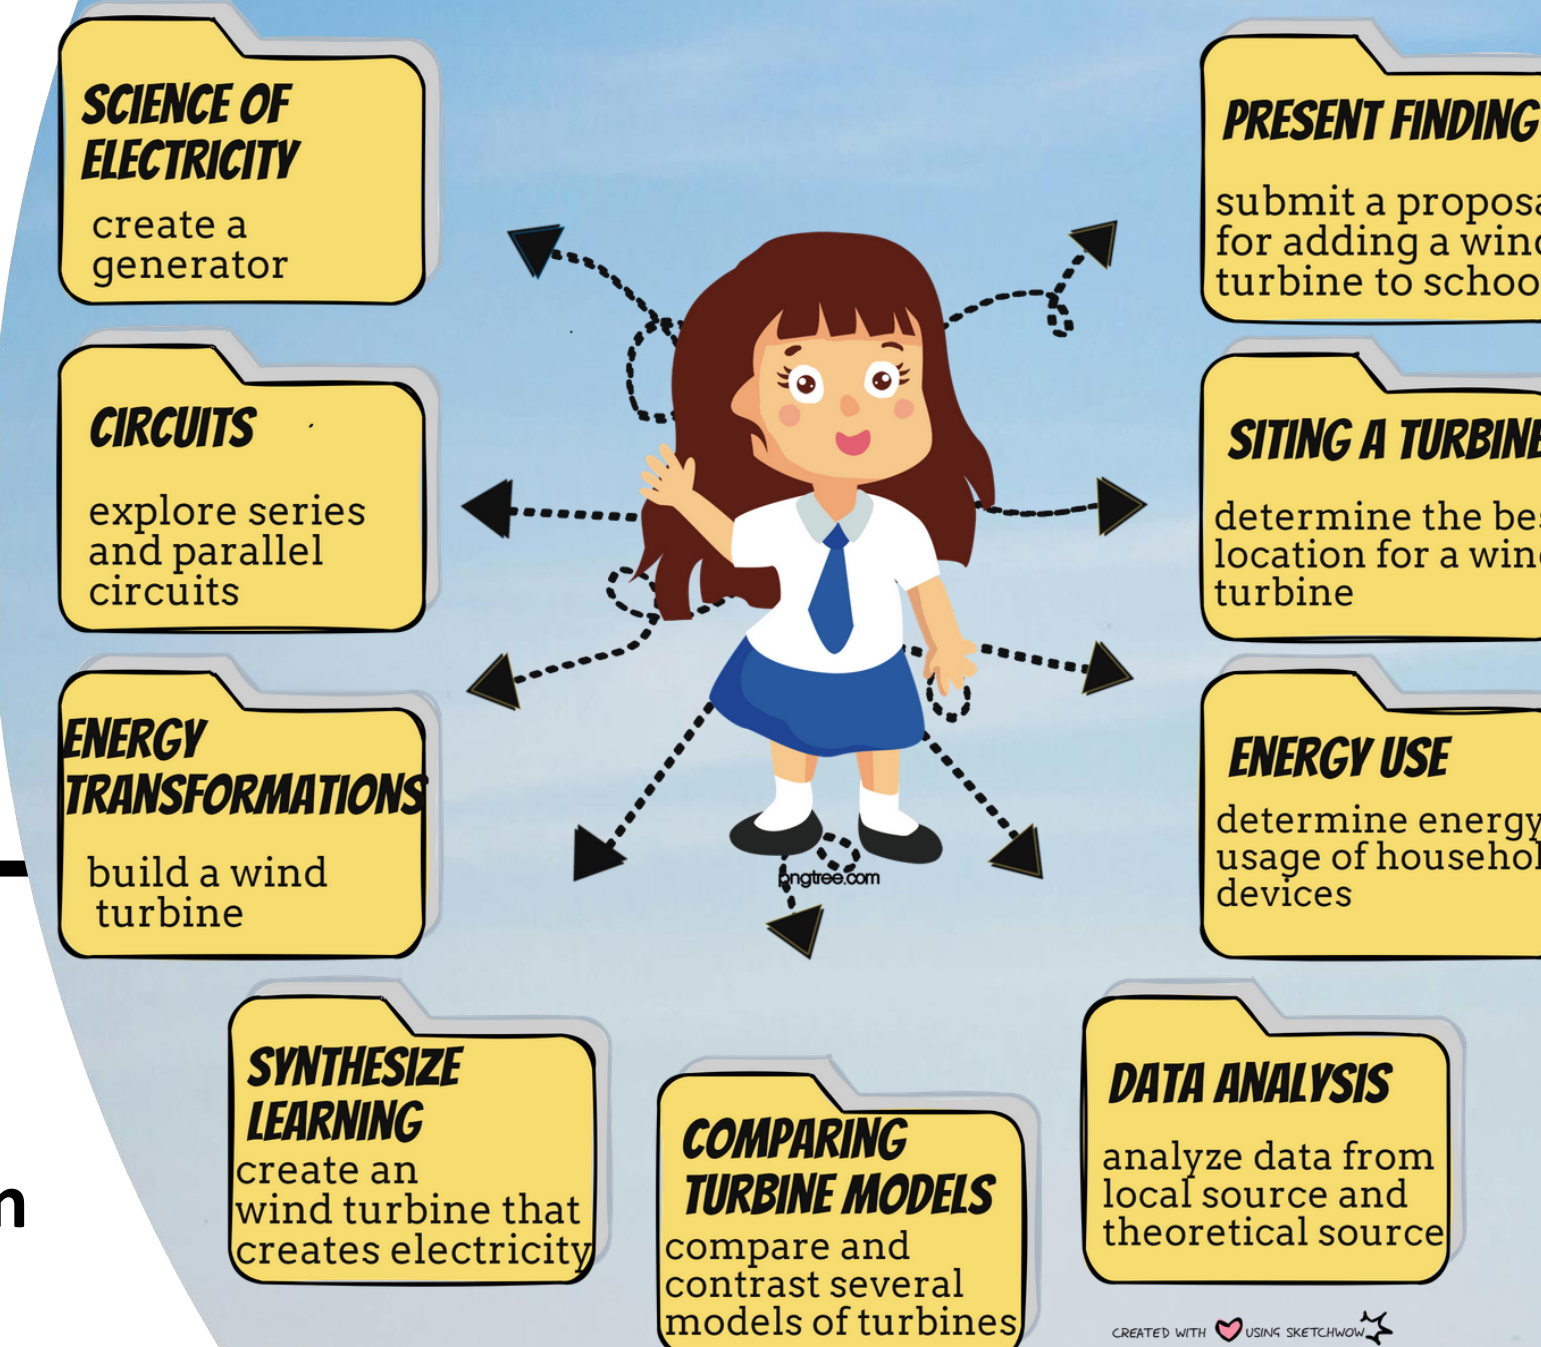 SCIENCE OF
ELECTRICITY
create a
generator
CIRCUITS
explore series
and parallel
circuits
ENERGY
TRANSFORMATIONS
build a wind
turbine
SYNTHESIZE
LEARNING
create an
wind turbine that
creates electricity
COMPARING
TURBINE MODELS
compare and
contrast several
models of turbines
DATA ANALYSIS
analyze data from
local source and
theoretical source
ENERGY USE
determine energy
usage of househol
devices
SITING A TURBINE
determine the bes
location for a win
turbine
PRESENT FINDING
submit a proposa
for adding a win
turbine to schoo
pngtree.com
CREATED WITH USING SKETCHWOW